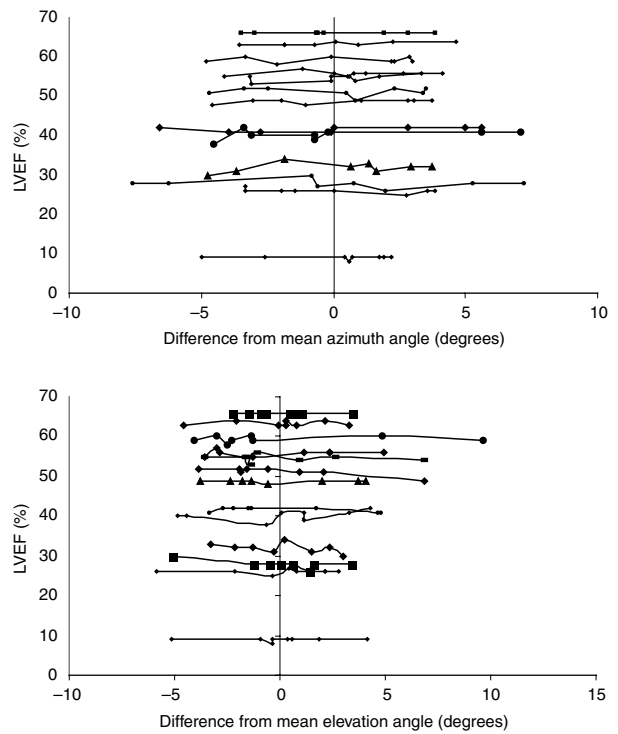 70
60
50
40
30
20
10
0
LVEF (%)
−10 −5 0 5 10
Difference from mean azimuth angle (degrees)
70
60
50
40
30
20
10
0
LVEF (%)
−10 −5 0 5 10 15
Difference from mean elevation angle (degrees)